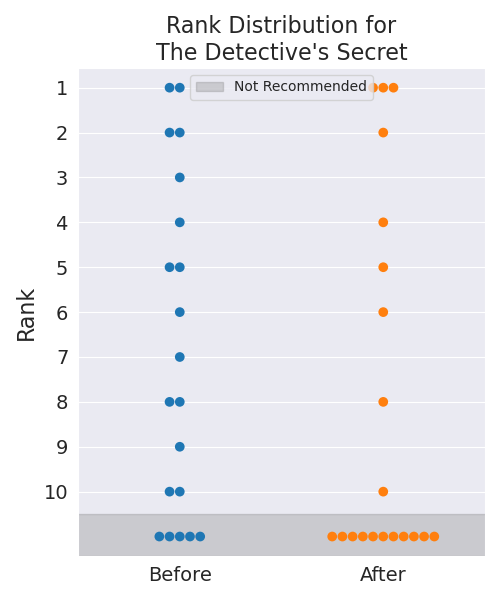 Rank Distribution for
The Detective's Secret
Not Recommended
1
2
3
4
5
6
7
8
9
10
Rank
Before
After